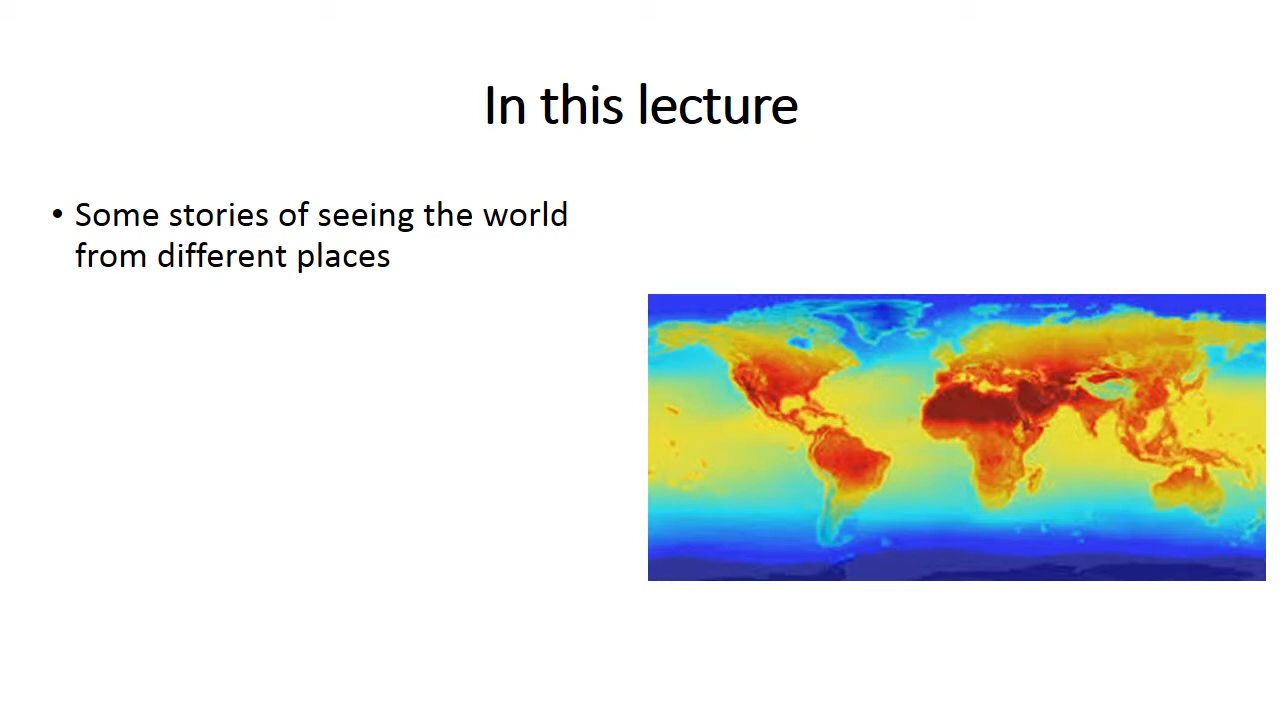 In this lecture
• Some stories of seeing the world
from different places